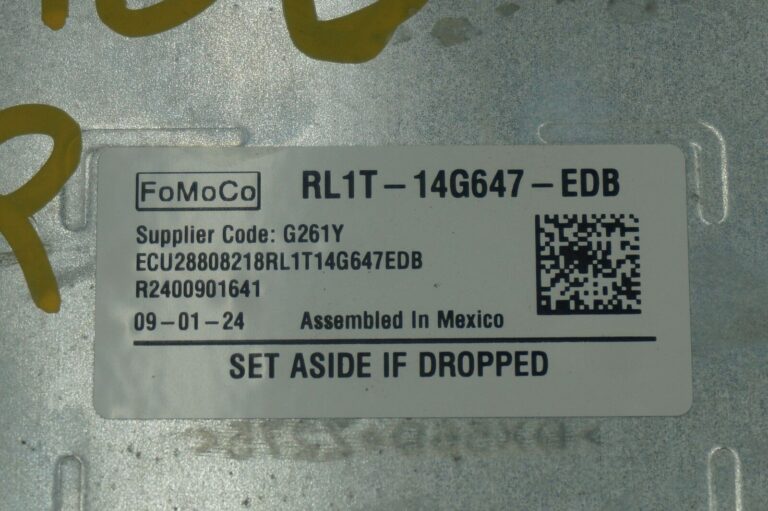 FoMoCo RL1T-14G647-EDB
Supplier Code: G261Y
ECU28808218RL1T14G647EDB
R2400901641
09-01-24 Assembled In Mexico
SET ASIDE IF DROPPED